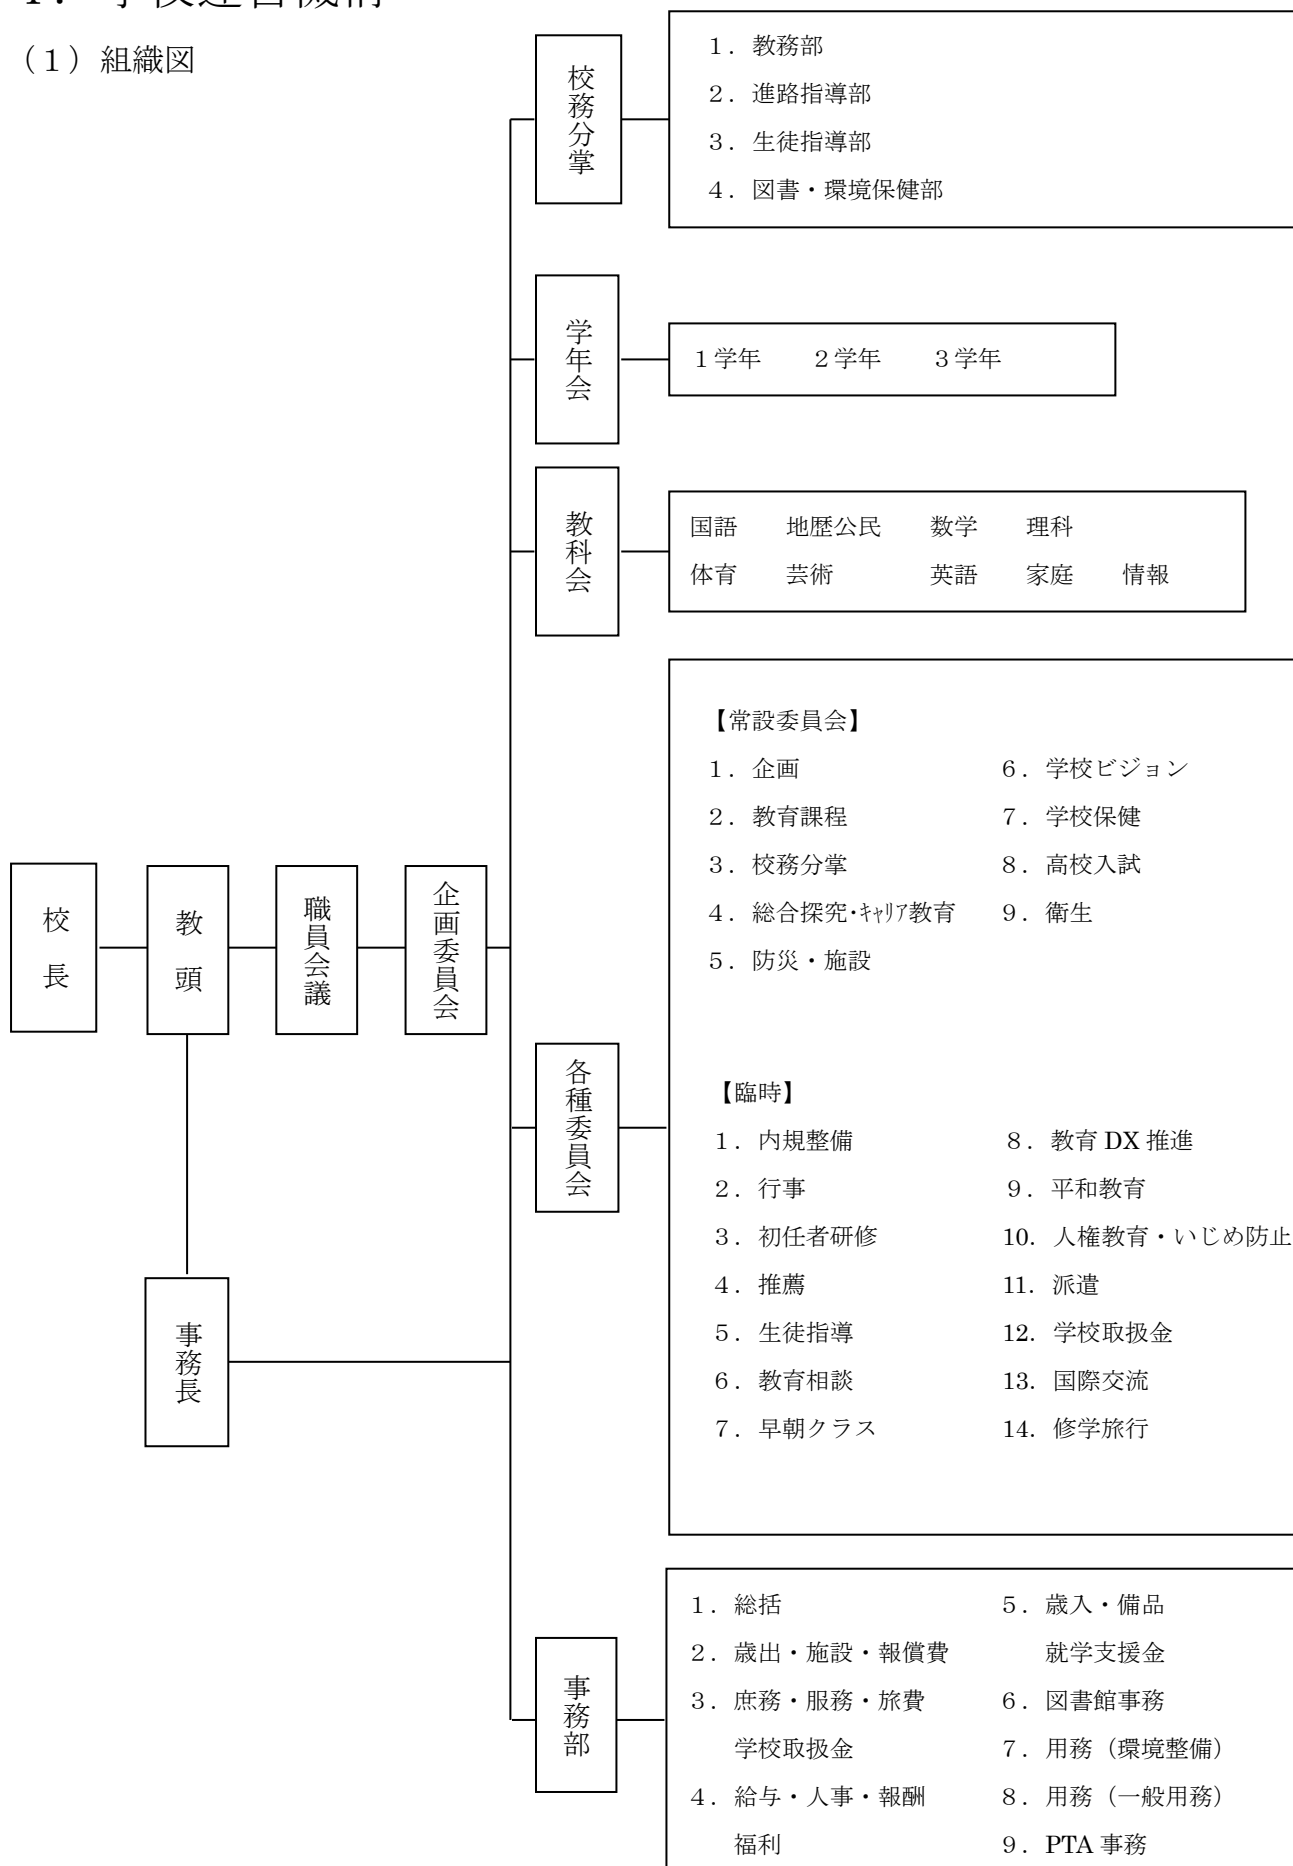 （１）組織図
校務分掌
１．教務部
２．進路指導部
３．生徒指導部
４．図書・環境保健部
学年会
１学年　２学年　３学年
教科会
国語　地歴公民　数学　理科
体育　芸術　英語　家庭　情報
校長
教頭
職員会議
企画委員会
事務長
各種委員会
【常設委員会】
１．企画
２．教育課程
３．校務分掌
４．総合探究・ｷｬﾘｱ教育
５．防災・施設
６．学校ビジョン
７．学校保健
８．高校入試
９．衛生
【臨時】
１．内規整備
２．行事
３．初任者研修
４．推薦
５．生徒指導
６．教育相談
７．早朝クラス
８．教育 DX 推進
９．平和教育
10．人権教育・いじめ防止
11．派遣
12．学校取扱金
13．国際交流
14．修学旅行
事務部
１．総括
２．歳出・施設・報償費
３．庶務・服務・旅費
学校取扱金
４．給与・人事・報酬
福利
５．歳入・備品
就学支援金
６．図書館事務
７．用務（環境整備）
８．用務（一般用務）
９．PTA 事務